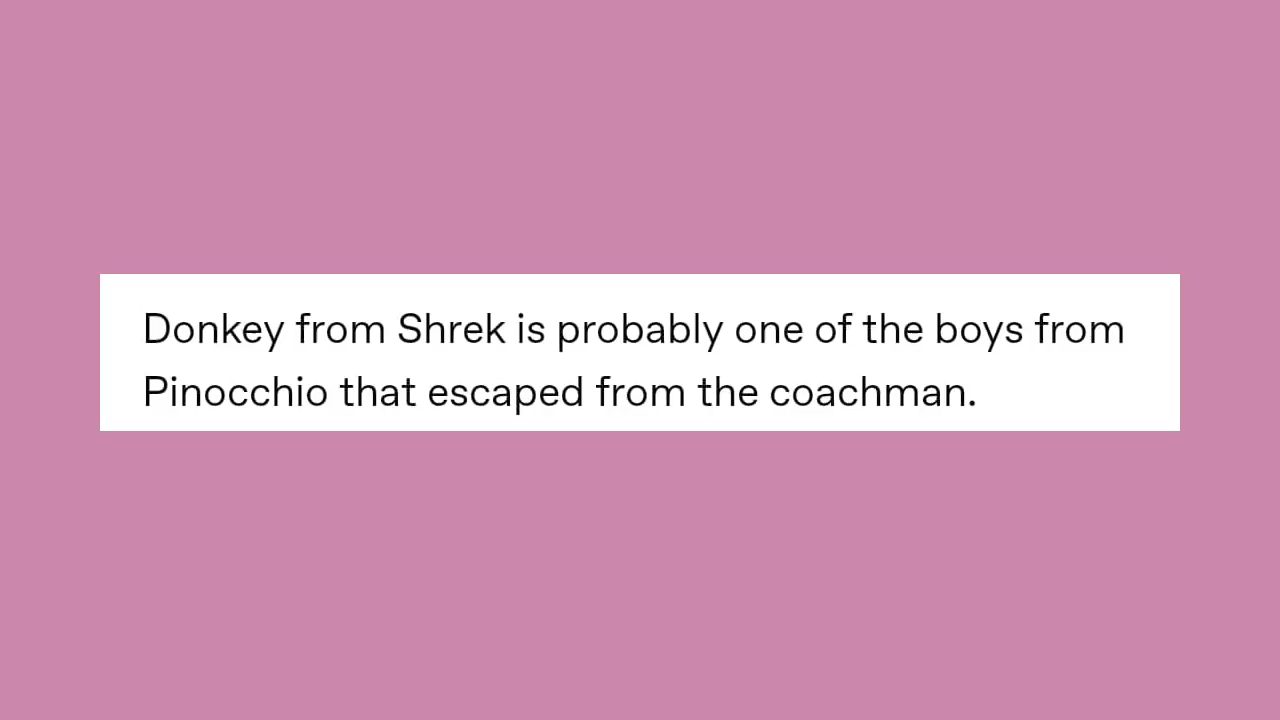 Donkey from Shrek is probably one of the boys from
Pinocchio that escaped from the coachman.